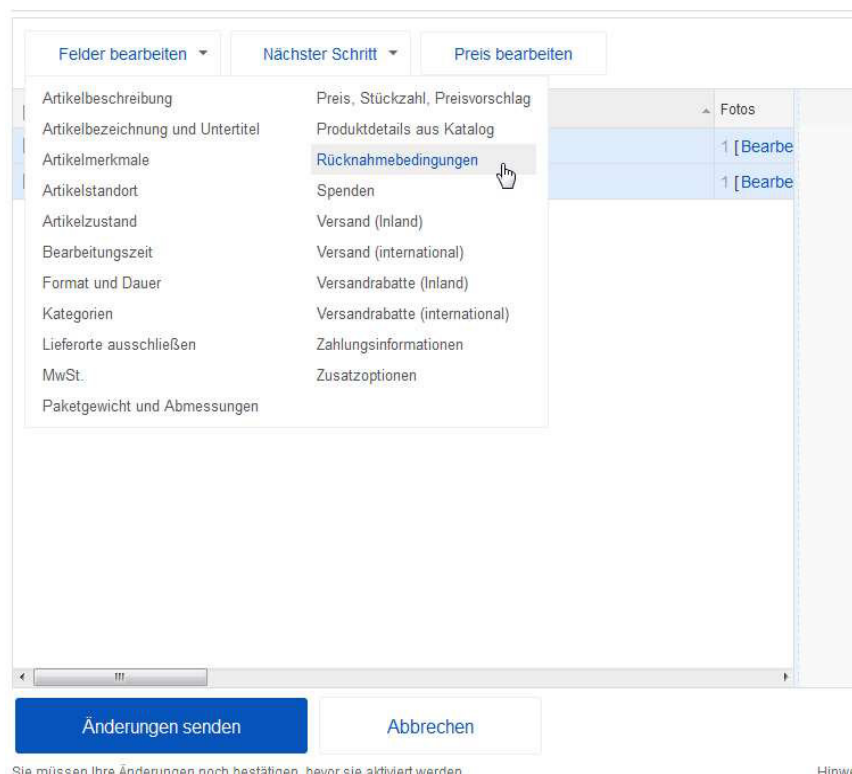 Felder bearbeiten Nächster Schritt Preis bearbeiten
Fotos
1 [Bearbe
1 [Bearbe
Artikelbeschreibung
Artikelbezeichnung und Untertitel
Artikelmerkmale
Artikelstandort
Artikelzustand
Bearbeitungszeit
Format und Dauer
Kategorien
Lieferorte ausschließen
MwSt.
Paketgewicht und Abmessungen
Preis, Stückzahl, Preisvorschlag
Produktdetails aus Katalog
Rücknahmebedingungen
Spenden
Versand (Inland)
Versand (international)
Versandrabatte (Inland)
Versandrabatte (international)
Zahlungsinformationen
Zusatzoptionen
Änderungen senden Abbrechen
Sie müssen Ihre Änderungen noch bestätigen, bevor sie aktiviert werden Hinwe